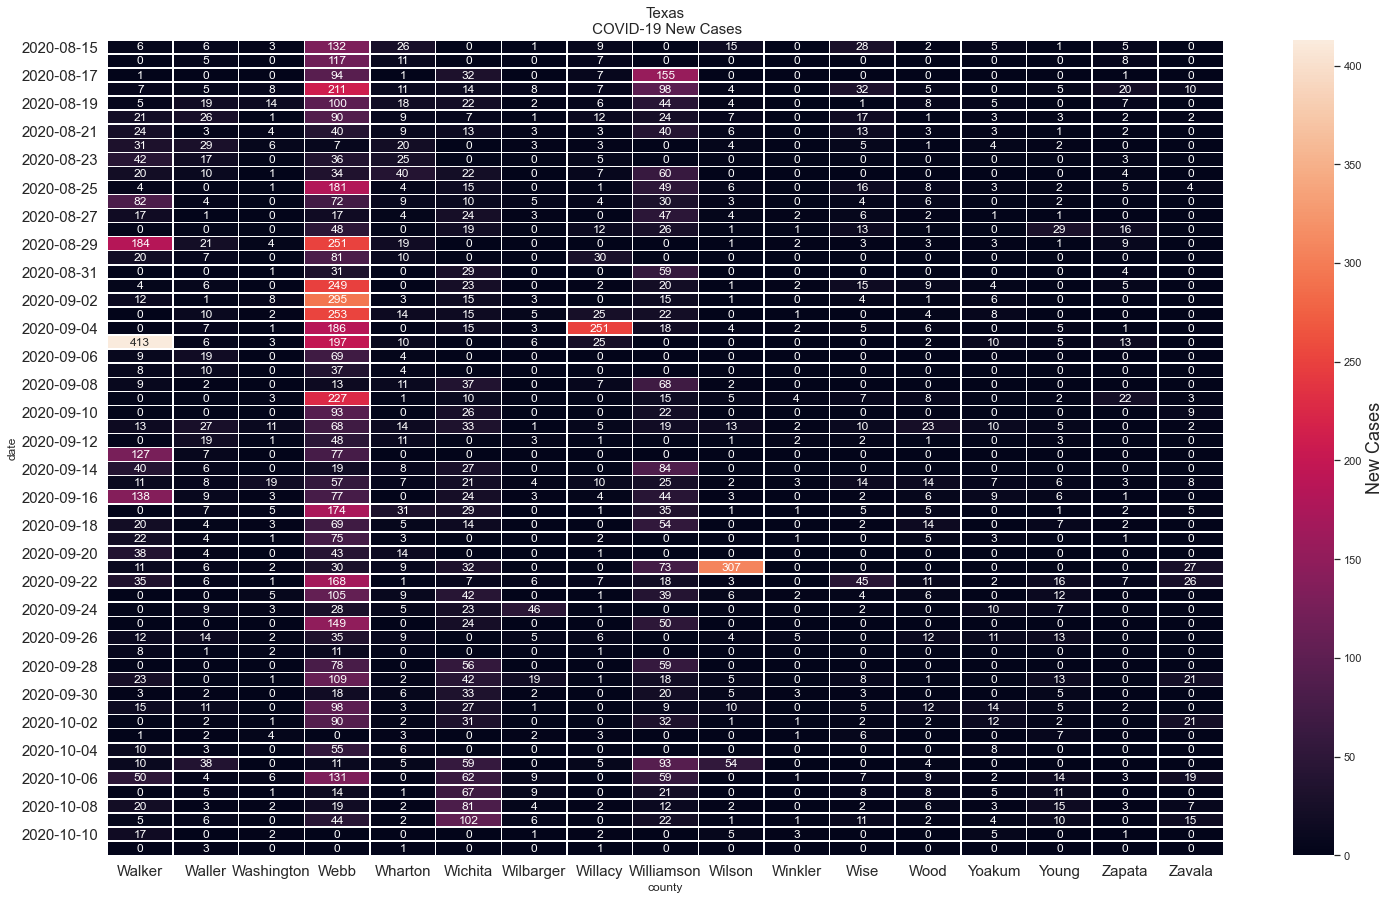 Texas
COVID-19 New Cases
2020-08-15 6 6 3 132 26 0 1 9 0 15 0 28 2 5 1 5 0
0 5 0 117 11 0 0 7 0 0 0 0 0 0 0 8 0
2020-08-17 1 0 0 94 1 32 0 7 155 0 0 0 0 0 0 1 0
7 5 8 211 11 14 8 7 98 4 0 32 5 0 5 20 10
2020-08-19 5 19 14 100 18 22 2 6 44 4 0 1 8 5 0 7 0
21 26 1 90 9 7 1 12 24 7 0 17 1 3 3 2 2
2020-08-21 24 3 4 40 9 13 3 3 40 6 0 13 3 3 1 2 0
31 29 6 7 20 0 3 3 0 4 0 5 1 4 2 0 0
2020-08-23 42 17 0 36 25 0 0 5 0 0 0 0 0 0 0 3 0
20 10 1 34 40 22 0 7 60 0 0 0 0 0 0 4 0
2020-08-25 4 0 1 181 4 15 0 1 49 6 0 16 8 3 2 5 4
82 4 0 72 9 10 5 4 30 3 0 4 6 0 2 0 0
2020-08-27 17 1 0 17 4 24 3 0 47 4 2 6 2 1 1 0 0
0 0 0 48 0 19 0 12 26 1 1 13 1 0 29 16 0
2020-08-29 184 21 4 251 19 0 0 0 0 1 2 3 3 3 1 9 0
20 7 0 81 10 0 0 30 0 0 0 0 0 0 0 0 0
2020-08-31 0 0 1 31 0 29 0 0 59 0 0 0 0 0 0 4 0
4 6 0 249 0 23 0 2 20 1 2 15 9 4 0 5 0
2020-09-02 12 1 8 295 3 15 3 0 15 1 0 4 1 6 0 0 0
0 10 2 253 14 15 5 25 22 0 1 0 4 8 0 0 0
2020-09-04 0 7 1 186 0 15 3 251 18 4 2 5 6 0 5 1 0
413 6 3 197 10 0 6 25 0 0 0 0 2 10 5 13 0
2020-09-06 9 19 0 69 4 0 0 0 0 0 0 0 0 0 0 0 0
8 10 0 37 4 0 0 0 0 0 0 0 0 0 0 0 0
2020-09-08 9 2 0 13 11 37 0 7 68 2 0 0 0 0 0 0 0
0 0 3 227 1 10 0 0 15 5 4 7 8 0 2 22 3
2020-09-10 0 0 0 93 0 26 0 0 22 0 0 0 0 0 0 0 9
13 27 11 68 14 33 1 5 19 13 2 10 23 10 5 0 2
2020-09-12 0 19 1 48 11 0 3 1 0 1 2 2 1 0 3 0 0
127 7 0 77 0 0 0 0 0 0 0 0 0 0 0 0 0
2020-09-14 40 6 0 19 8 27 0 0 84 0 0 0 0 0 0 0 0
11 8 19 57 7 21 4 10 25 2 3 14 14 7 6 3 8
2020-09-16 138 9 3 77 0 24 3 4 44 3 0 2 6 9 6 1 0
0 7 5 174 31 29 0 1 35 1 1 5 5 0 1 2 5
2020-09-18 20 4 3 69 5 14 0 0 54 0 0 2 14 0 7 2 0
22 4 1 75 3 0 0 2 0 0 1 0 5 3 0 1 0
2020-09-20 38 4 0 43 14 0 0 1 0 0 0 0 0 0 0 0 0
11 6 2 30 9 32 0 0 73 307 0 0 0 0 0 0 27
2020-09-22 35 6 1 168 1 7 6 7 18 3 0 45 11 2 16 7 26
0 0 5 105 9 42 0 1 39 6 2 4 6 0 12 0 0
2020-09-24 0 9 3 28 5 23 46 1 0 0 0 2 0 10 7 0 0
0 0 0 149 0 24 0 0 50 0 0 0 0 0 0 0 0
2020-09-26 12 14 2 35 9 0 5 6 0 4 5 0 12 11 13 0 0
8 1 2 11 0 0 0 1 0 0 0 0 0 0 0 0 0
2020-09-28 0 0 0 78 0 56 0 0 59 0 0 0 0 0 0 0 0
23 0 1 109 2 42 19 1 18 5 0 8 1 0 13 0 21
2020-09-30 3 2 0 18 6 33 2 0 20 5 3 3 0 0 5 0 0
15 11 0 98 3 27 1 0 9 10 0 5 12 14 5 2 0
2020-10-02 0 2 1 90 2 31 0 0 32 1 1 2 2 12 2 0 21
1 2 4 0 3 0 2 3 0 0 1 6 0 0 7 0 0
2020-10-04 10 3 0 55 6 0 0 0 0 0 0 0 0 8 0 0 0
10 38 0 11 5 59 0 5 93 54 0 0 4 0 0 0 0
2020-10-06 50 4 6 131 0 62 9 0 59 0 1 7 9 2 14 3 19
0 5 1 14 1 67 9 0 21 0 0 8 8 5 11 0 0
2020-10-08 20 3 2 19 2 81 4 2 12 2 0 2 6 3 15 3 7
5 6 0 44 2 102 6 0 22 1 1 11 2 4 10 0 15
2020-10-10 17 0 2 0 0 0 1 2 0 5 3 0 0 5 0 1 0
0 3 0 0 1 0 0 1 0 0 0 0 0 0 0 0 0
Walker Waller Washington Webb Wharton Wichita Wilbarger Willacy Williamson Wilson Winkler Wise Wood Yoakum Young Zapata Zavala
county
date
400
350
300
250
200
150
100
50
0
New Cases